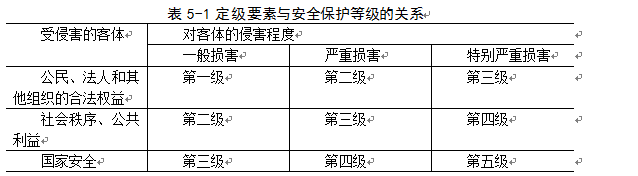 表 5-1 定级要素与安全保护等级的关系
受侵害的客体 对客体的侵害程度
一般损害 严重损害 特别严重损害
公民、法人和其他组织的合法权益 第一级 第二级 第三级
社会秩序、公共利益 第二级 第三级 第四级
国家安全 第三级 第四级 第五级